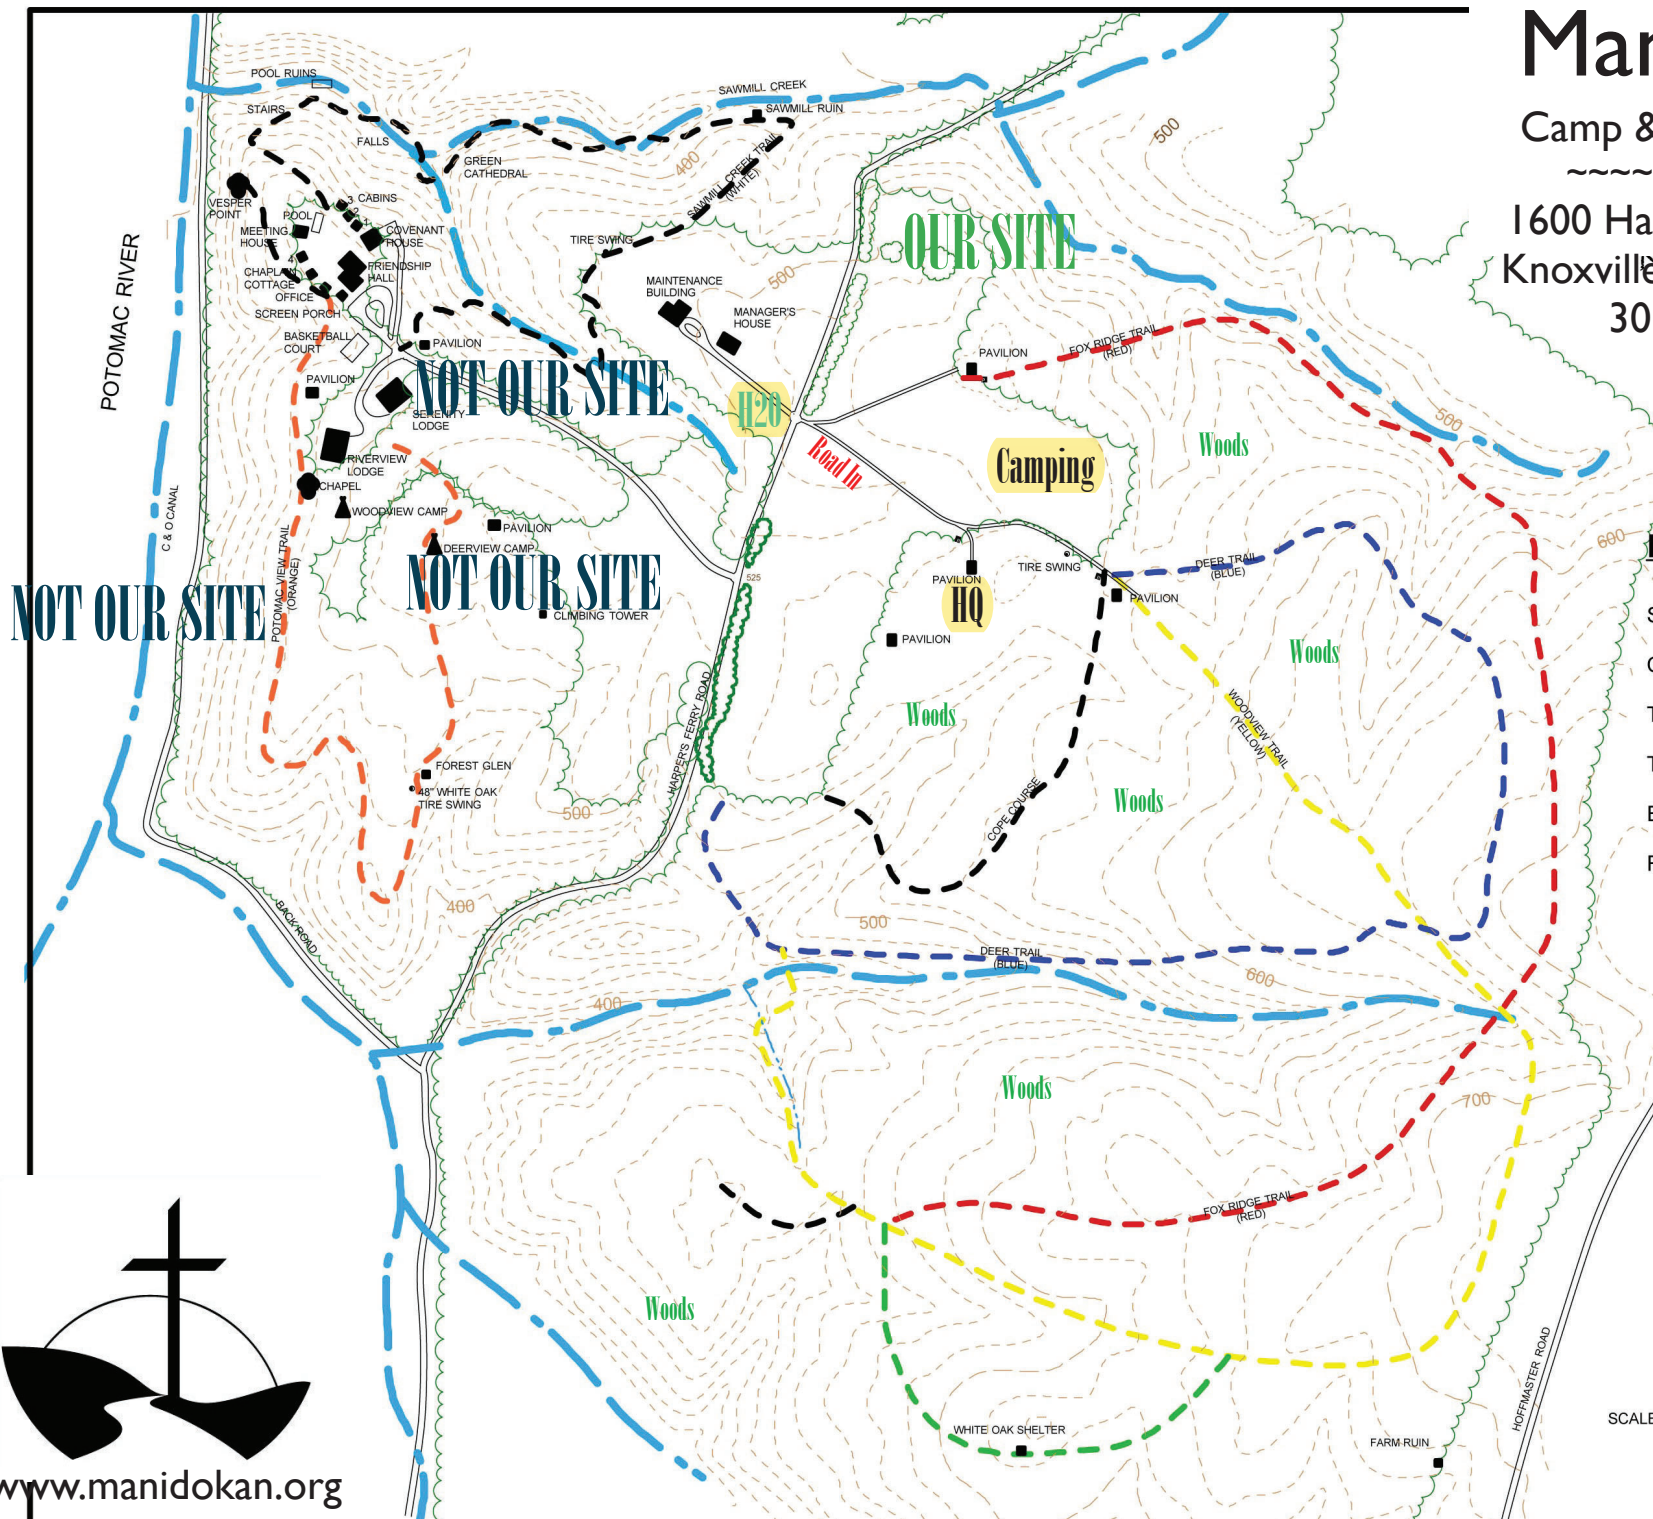 Man
Camp &
~~~~
1600 Ha
Knoxville
30
POOL RUINS
STAIRS
FALLS
SAWMILL CREEK
SAWMILL RUIN
GREEN
CATHEDRAL
400
500
SAWMILL CREEK TRAIL
(WHITE)
VESPER
POINT
3 CABINS
2
1
POOL
MEETING
HOUSE
COVENANT
HOUSE
4
CHAPLAIN
COTTAGE
FRIENDSHIP
HALL
OFFICE
SCREEN PORCH
BASKETBALL
COURT
TIRE SWING
MAINTENANCE
BUILDING
500
MANAGER'S
HOUSE
OUR SITE
POTOMAC RIVER
PAVILION
PAVILION
NOT OUR SITE
SERENITY
LODGE
RIVERVIEW
LODGE
CHAPEL
WOODVIEW CAMP
PAVILION
DEERVIEW CAMP
NOT OUR SITE
CLIMBING TOWER
C & O CANAL
NOT OUR SITE
POTOMAC VIEW TRAIL
(ORANGE)
H20
Road In
PAVILION
FOX RIDGE TRAIL
(RED)
500
Camping
Woods
600
525
PAVILION
HQ
TIRE SWING
DEER TRAIL
(BLUE)
PAVILION
PAVILION
Woods
Woods
WOODVIEW TRAIL
(YELLOW)
HARPER'S FERRY ROAD
FOREST GLEN
48" WHITE OAK
TIRE SWING
500
COPE COURSE
Woods
400
BACK ROAD
500
DEER TRAIL
(BLUE)
600
400
Woods
700
FOX RIDGE TRAIL
(RED)
Woods
WHITE OAK SHELTER
FARM RUIN
HOFFMASTER ROAD
SCALE
www.manidokan.org